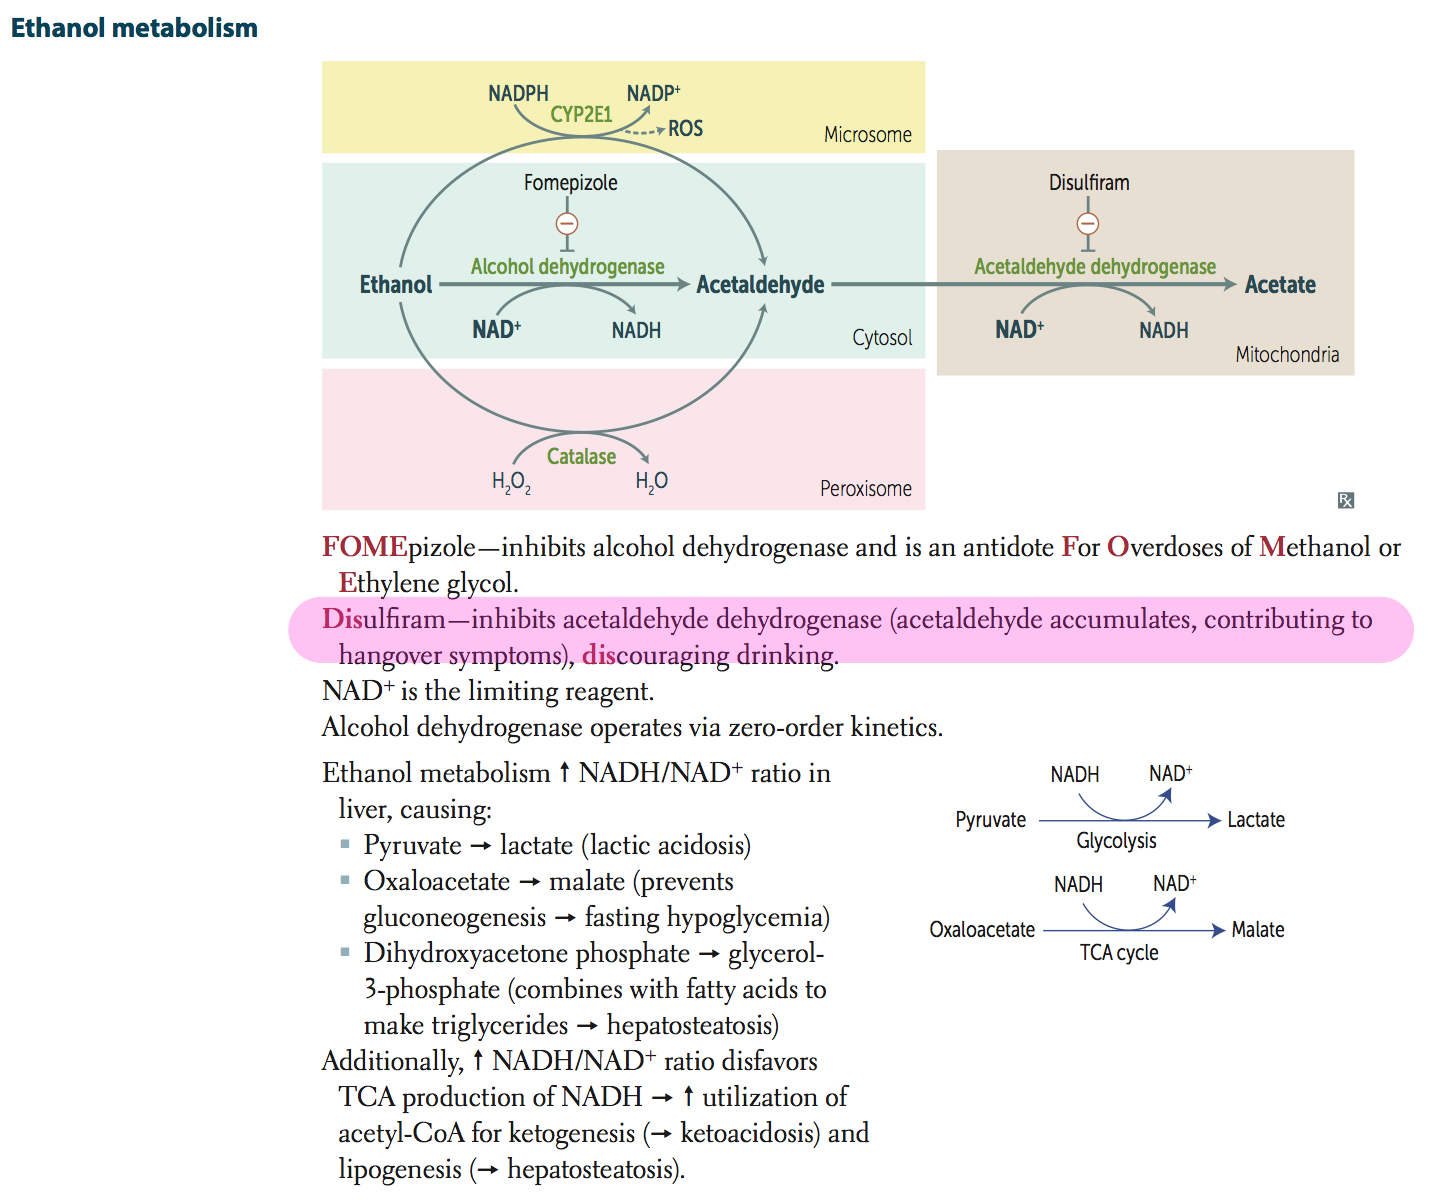 Ethanol metabolism
NADPH NADP+
CYP2E1
ROS
Microsome
Fomepizole
Disulfiram
Alcohol dehydrogenase
Acetaldehyde dehydrogenase
Ethanol
Acetaldehyde
Acetate
NAD+ NADH
NAD+ NADH
Cytosol
Mitochondria
Catalase
H2O2 H2O
Peroxisome
Rx
FOMEpizole—inhibits alcohol dehydrogenase and is an antidote For Overdoses of Methanol or
Ethylene glycol.
Disulfiram—inhibits acetaldehyde dehydrogenase (acetaldehyde accumulates, contributing to
hangover symptoms), discouraging drinking.
NAD+ is the limiting reagent.
Alcohol dehydrogenase operates via zero-order kinetics.
Ethanol metabolism ↑ NADH/NAD+ ratio in
liver, causing:
▪ Pyruvate → lactate (lactic acidosis)
▪ Oxaloacetate → malate (prevents
gluconeogenesis → fasting hypoglycemia)
▪ Dihydroxyacetone phosphate → glycerol-
3-phosphate (combines with fatty acids to
make triglycerides → hepatosteatosis)
Additionally, ↑ NADH/NAD+ ratio disfavors
TCA production of NADH → ↑ utilization of
acetyl-CoA for ketogenesis (→ ketoacidosis) and
lipogenesis (→ hepatosteatosis).
NADH NAD+
Pyruvate Lactate
Glycolysis
NADH NAD+
Oxaloacetate Malate
TCA cycle